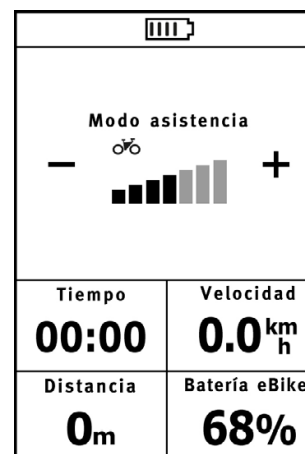 Modo asistencia
- +
Tiempo
Velocidad
00:00
0.0 km/h
Distancia
Batería eBike
0m
68%